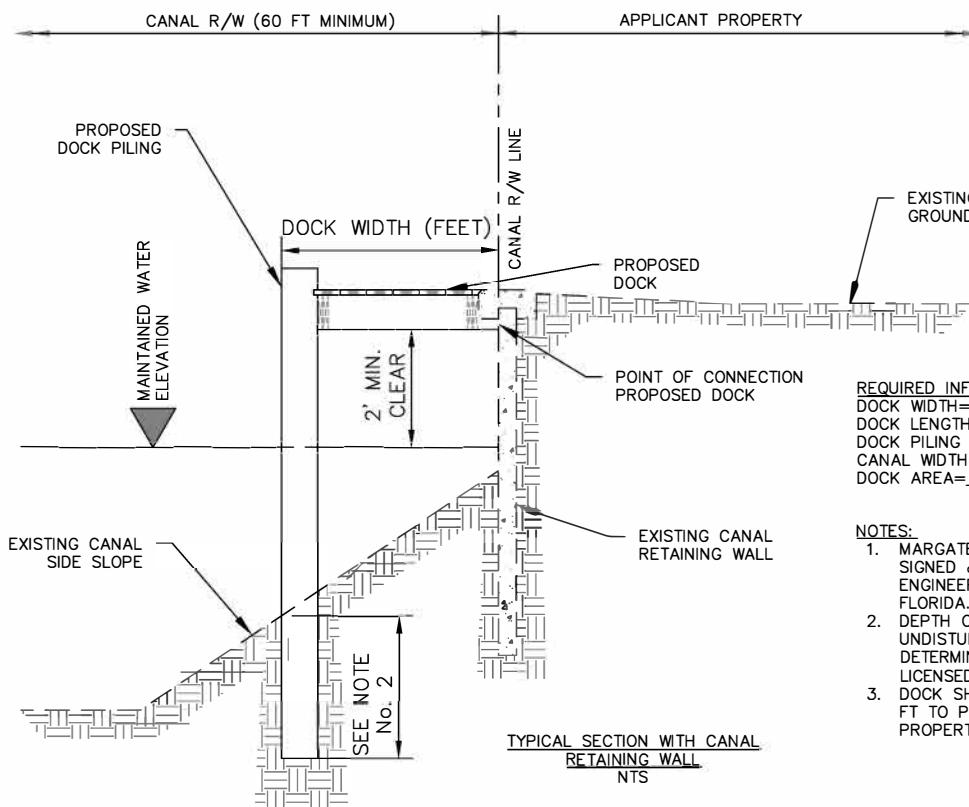 CANAL R/W (60 FT MINIMUM)
APPLICANT PROPERTY
PROPOSED
DOCK PILING
CANAL R/W LINE
DOCK WIDTH (FEET)
MAINTAINED WATER
ELEVATION
PROPOSED
DOCK
EXISTING
GROUND
2' MIN.
CLEAR
POINT OF CONNECTION
PROPOSED DOCK
EXISTING CANAL
SIDE SLOPE
EXISTING CANAL
RETAINING WALL
SEE NOTE
No. 2
REQUIRED INF
DOCK WIDTH=
DOCK LENGTH
DOCK PILING
CANAL WIDTH
DOCK AREA=
NOTES:
1. MARGATE
SIGNED &
ENGINEER
FLORIDA.
2. DEPTH O
UNDISTU
DETERMIN
LICENSED
3. DOCK SH
FT TO P
PROPERT
TYPICAL SECTION WITH CANAL
RETAINING WALL
NTS